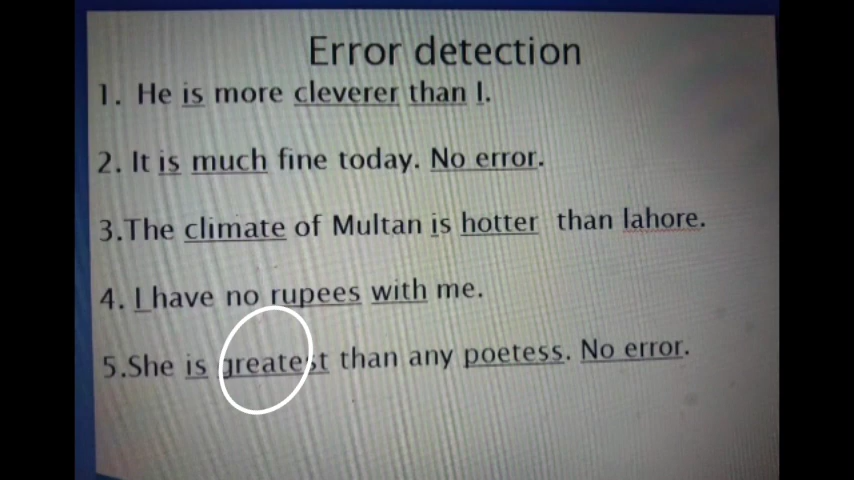 Error detection
1. He is more cleverer than I.
2. It is much fine today. No error.
3.The climate of Multan is hotter than lahore.
4. I have no rupees with me.
5.She is greatest than any poetess. No error.